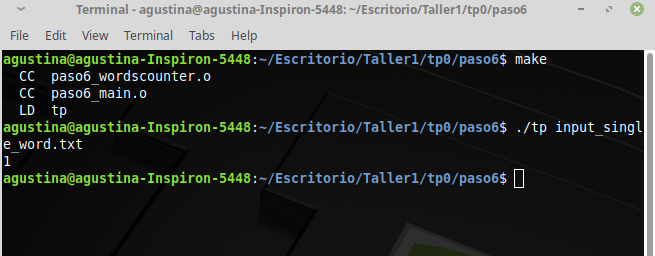 Terminal - agustina@agustina-Inspiron-5448: ~/Escritorio/Taller1/tp0/paso6
File Edit View Terminal Tabs Help
agustina@agustina-Inspiron-5448:~/Escritorio/Taller1/tp0/paso6$ make
  CC  paso6_wordscounter.o
  CC  paso6_main.o
  LD  tp
agustina@agustina-Inspiron-5448:~/Escritorio/Taller1/tp0/paso6$ ./tp input_singl
e_word.txt
1
agustina@agustina-Inspiron-5448:~/Escritorio/Taller1/tp0/paso6$